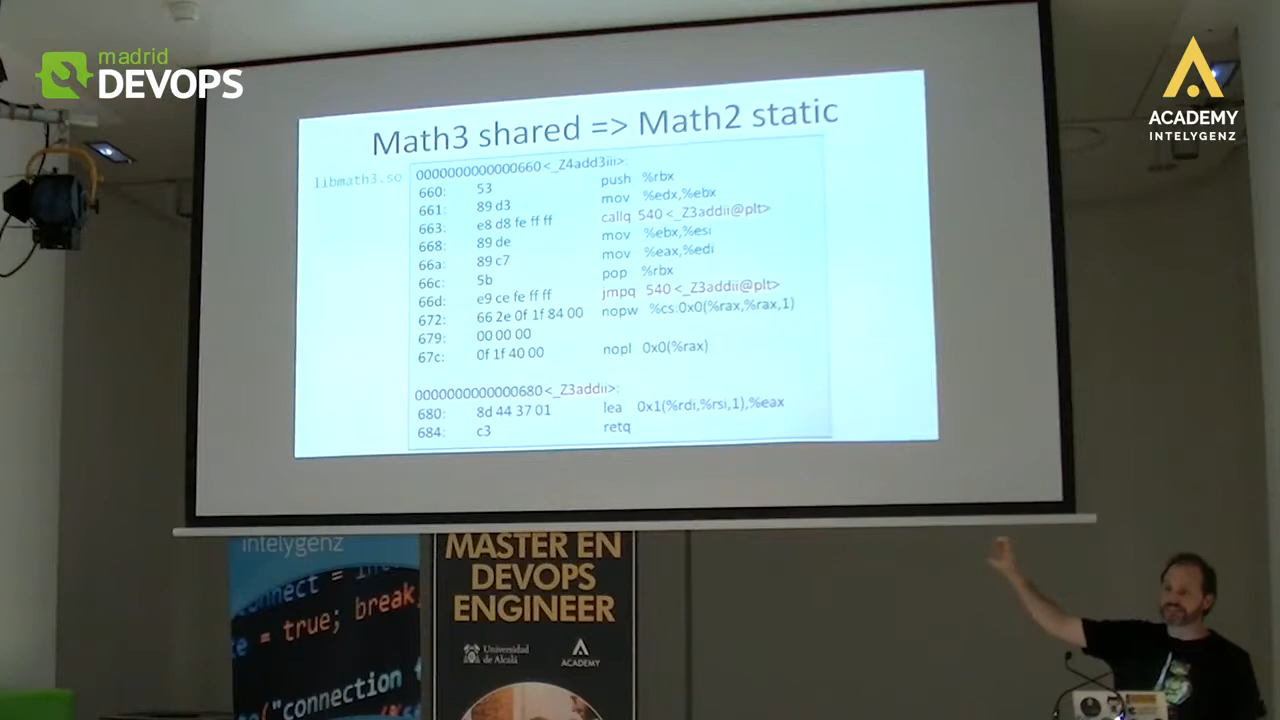 madrid
DEVOPS
ACADEMY
INTELYGENZ
Math3 shared => Math2 static
libmath3.so
0000000000000660 <_Z4add3iii>:
660: 53 push %rbx
661: 89 d3 mov %edx,%ebx
663: e8 d8 fe ff ff callq 540 <_Z3addii@plt>
668: 89 de mov %ebx,%esi
66a: 89 c7 mov %eax,%edi
66c: 5b pop %rbx
66d: e9 ce fe ff ff jmpq 540 <_Z3addii@plt>
672: 66 2e 0f 1f 84 00 nopw %cs:0x0(%rax,%rax,1)
679: 00 00 00
67c: 0f 1f 40 00 nopl 0x0(%rax)
0000000000000680 <_Z3addii>:
680: 8d 44 37 01 lea 0x1(%rdi,%rsi,1),%eax
684: c3 retq
intelygenz
= true; break
("connection
MASTER EN
DEVOPS
ENGINEER
Universidad
de Alcalá
ACADEMY